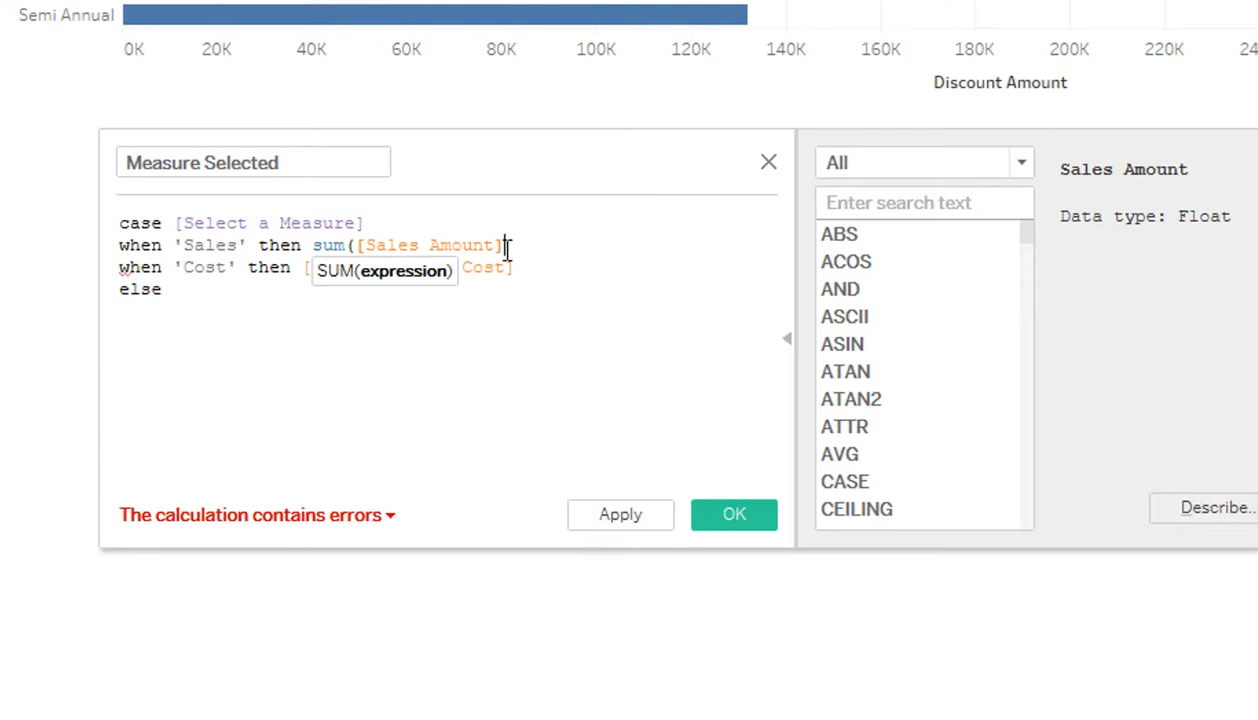 Semi Annual
0K 20K 40K 60K 80K 100K 120K 140K 160K 180K 200K 220K
Discount Amount
Measure Selected
case [Select a Measure]
when 'Sales' then sum([Sales Amount]
when 'Cost' then [ Cost]
SUM(expression)
else
The calculation contains errors
Apply
OK
All
Enter search text
ABS
ACOS
AND
ASCII
ASIN
ATAN
ATAN2
ATTR
AVG
CASE
CEILING
Sales Amount
Data type: Float
Describe..